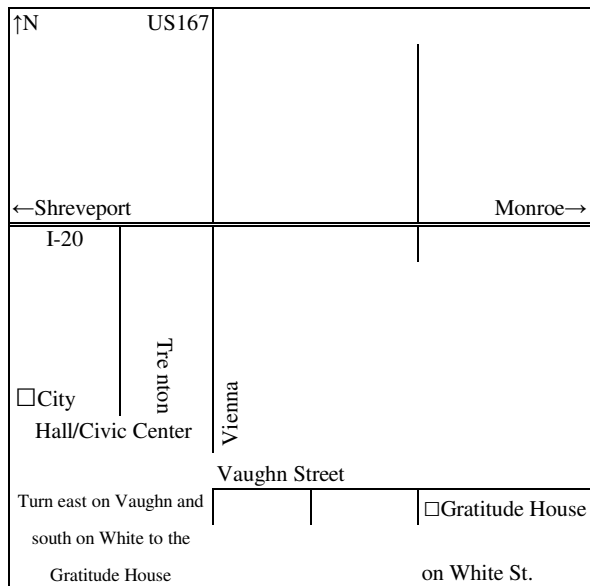 ↑N US167
←Shreveport Monroe→
I-20
Tre nton
Vienna
□City
Hall/Civic Center
Vaughn Street
Turn east on Vaughn and
south on White to the
Gratitude House
□Gratitude House
on White St.